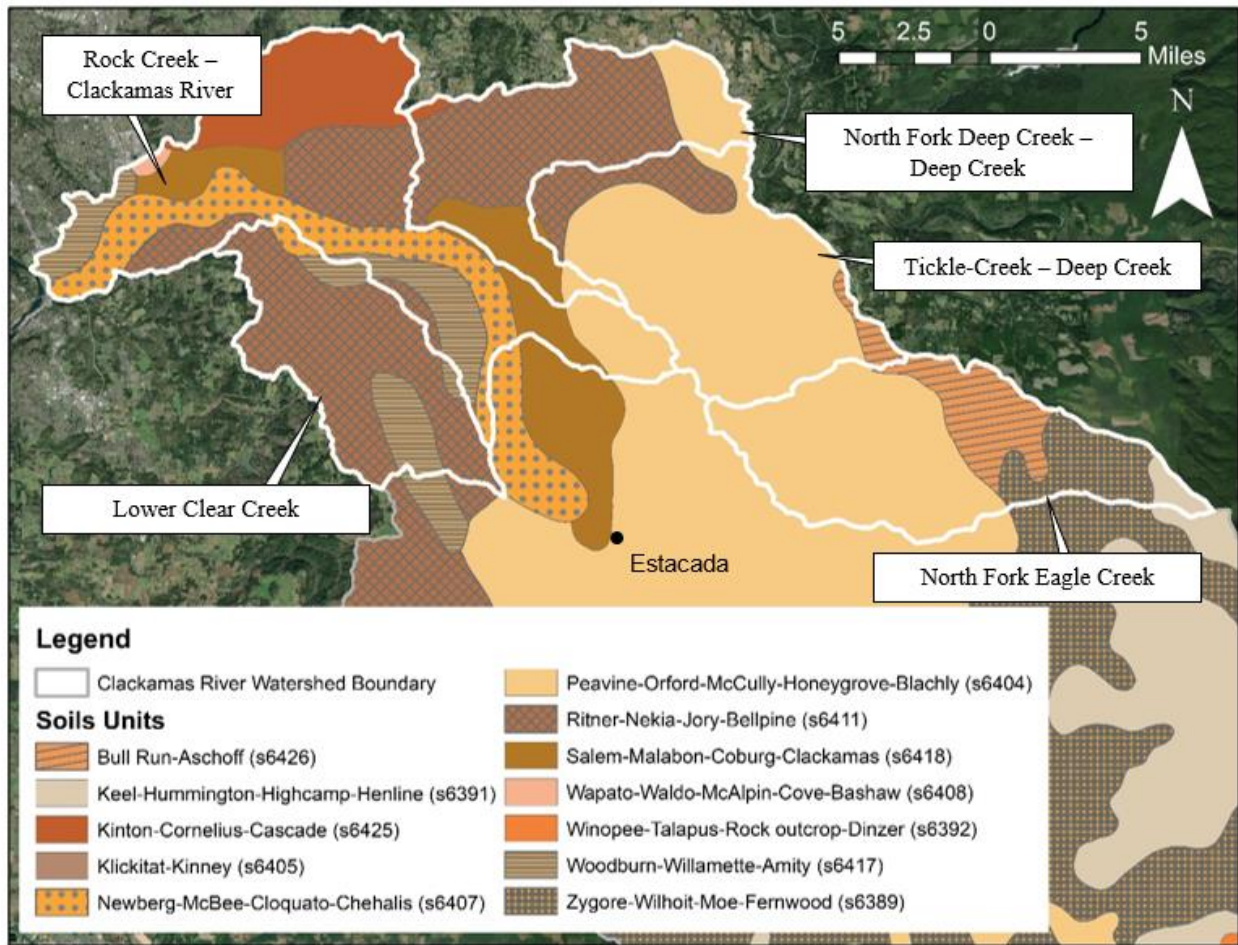 Rock Creek –
Clackamas River
5 2.5 0 5
Miles
N
North Fork Deep Creek –
Deep Creek
Tickle-Creek – Deep Creek
Lower Clear Creek
Estacada
North Fork Eagle Creek
Legend
Clackamas River Watershed Boundary
Soils Units
Bull Run-Aschoff (s6426)
Keel-Hummington-Highcamp-Henline (s6391)
Kinton-Cornelius-Cascade (s6425)
Klickitat-Kinney (s6405)
Newberg-McBee-Cloquato-Chehalis (s6407)
Peavine-Orford-McCully-Honeygrove-Blachly (s6404)
Ritner-Nekia-Jory-Bellpine (s6411)
Salem-Malabon-Coburg-Clackamas (s6418)
Wapato-Waldo-McAlpin-Cove-Bashaw (s6408)
Winopee-Talapus-Rock outcrop-Dinzer (s6392)
Woodburn-Willamette-Amity (s6417)
Zygore-Wilhoit-Moe-Fernwood (s6389)